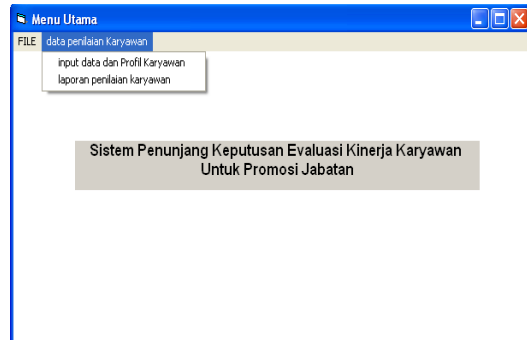 Menu Utama
FILE data penilaian Karyawan
input data dan Profil Karyawan
laporan penilaian karyawan
Sistem Penunjang Keputusan Evaluasi Kinerja Karyawan
Untuk Promosi Jabatan